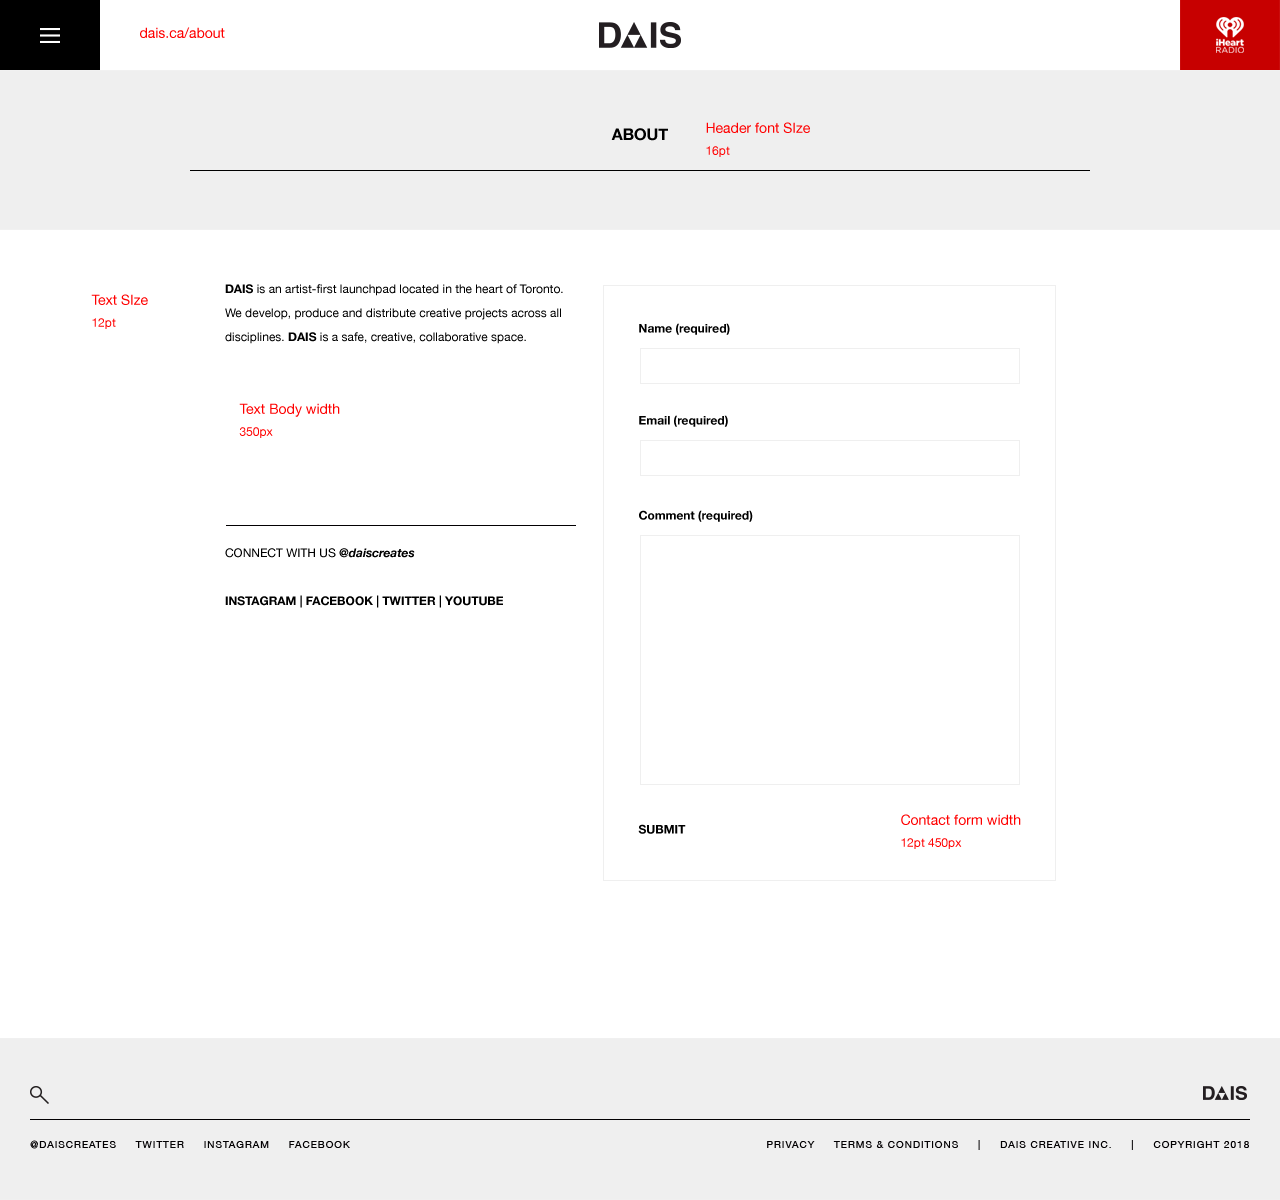 dais.ca/about
DAIS
iHeart
RADIO
ABOUT
Header font SIze
16pt
Text SIze
12pt
DAIS is an artist-first launchpad located in the heart of Toronto.
We develop, produce and distribute creative projects across all
disciplines. DAIS is a safe, creative, collaborative space.
Text Body width
350px
CONNECT WITH US @daiscreates
INSTAGRAM | FACEBOOK | TWITTER | YOUTUBE
Name (required)
Email (required)
Comment (required)
SUBMIT
Contact form width
12pt 450px
DAIS
@DAISCREATES TWITTER INSTAGRAM FACEBOOK
PRIVACY TERMS & CONDITIONS | DAIS CREATIVE INC. | COPYRIGHT 2018